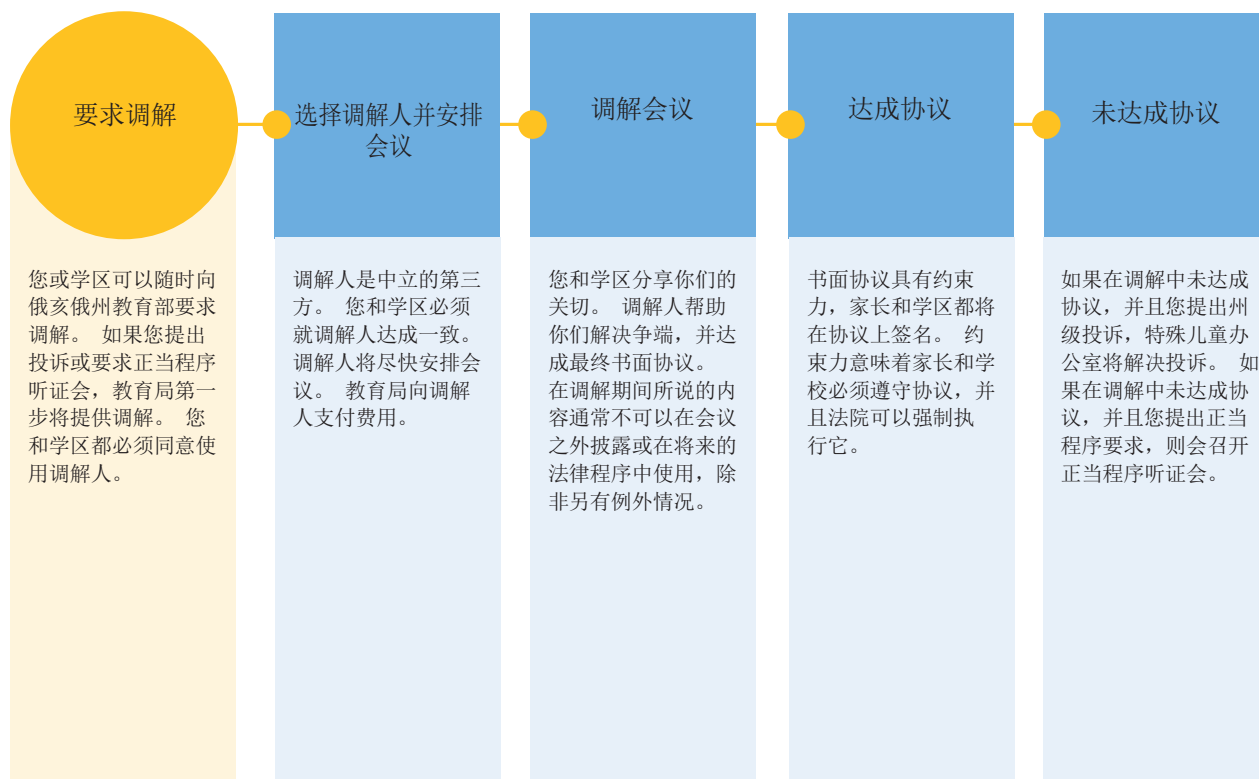 要求调解
您或学区可以随时向
俄亥俄州教育部要求
调解。 如果您提出
投诉或要求正当程序
听证会，教育局第一
步将提供调解。 您
和学区都必须同意使
用调解人。
选择调解人并安排
会议
调解人是中立的第三
方。 您和学区必须
就调解人达成一致。
调解人将尽快安排会
议。 教育局向调解
人支付费用。
调解会议
您和学区分享你们的
关切。 调解人帮助
你们解决争端，并达
成最终书面协议。
在调解期间所说的内
容通常不可以在会议
之外披露或在将来的
法律程序中使用，除
非另有例外情况。
达成协议
书面协议具有约束
力，家长和学区都将
在协议上签名。 约
束力意味着家长和学
校必须遵守协议，并
且法院可以强制执
行它。
未达成协议
如果在调解中未达成
协议，并且您提出州
级投诉，特殊儿童办
公室将解决投诉。 如
果在调解中未达成协
议，并且您提出正当
程序要求，则会召开
正当程序听证会。